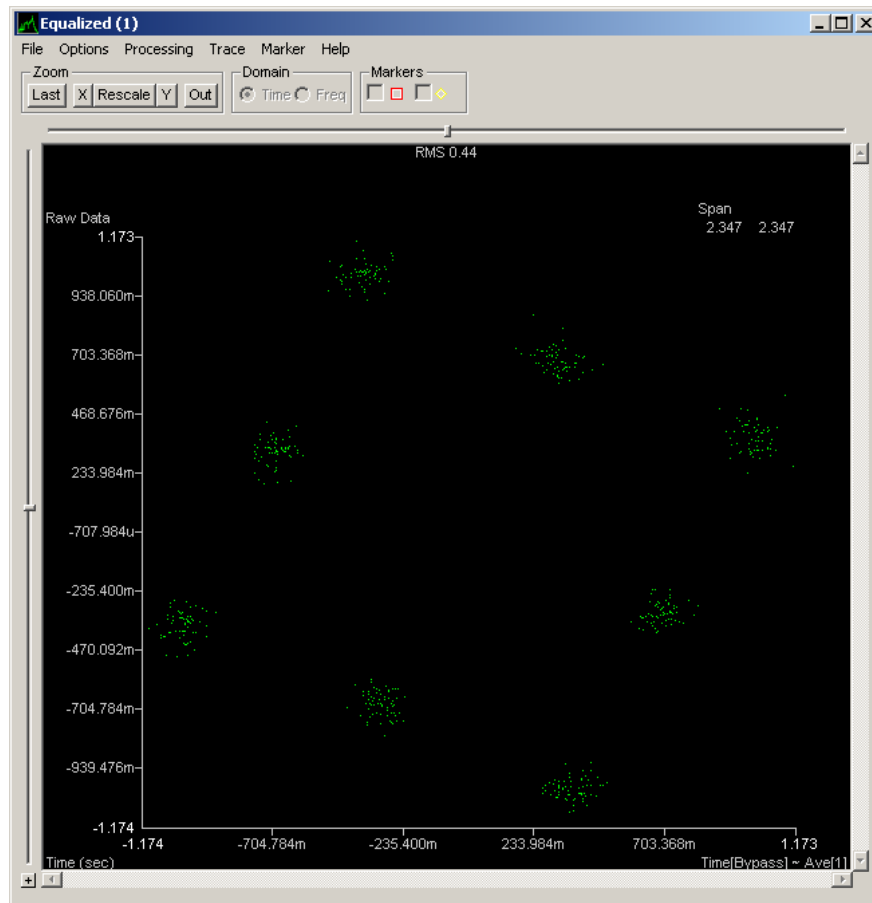 Equalized (1)
File Options Processing Trace Marker Help
Zoom Domain Markers
Last X Rescale Y Out Time Freq
RMS 0.44
Span
Raw Data 2.347 2.347
1.173
938.060m
703.368m
468.676m
233.984m
-707.984u
-235.400m
-470.092m
-704.784m
-939.476m
-1.174
-1.174 -704.784m -235.400m 233.984m 703.368m 1.173
Time (sec) Time[Bypass] ~ Ave[1]